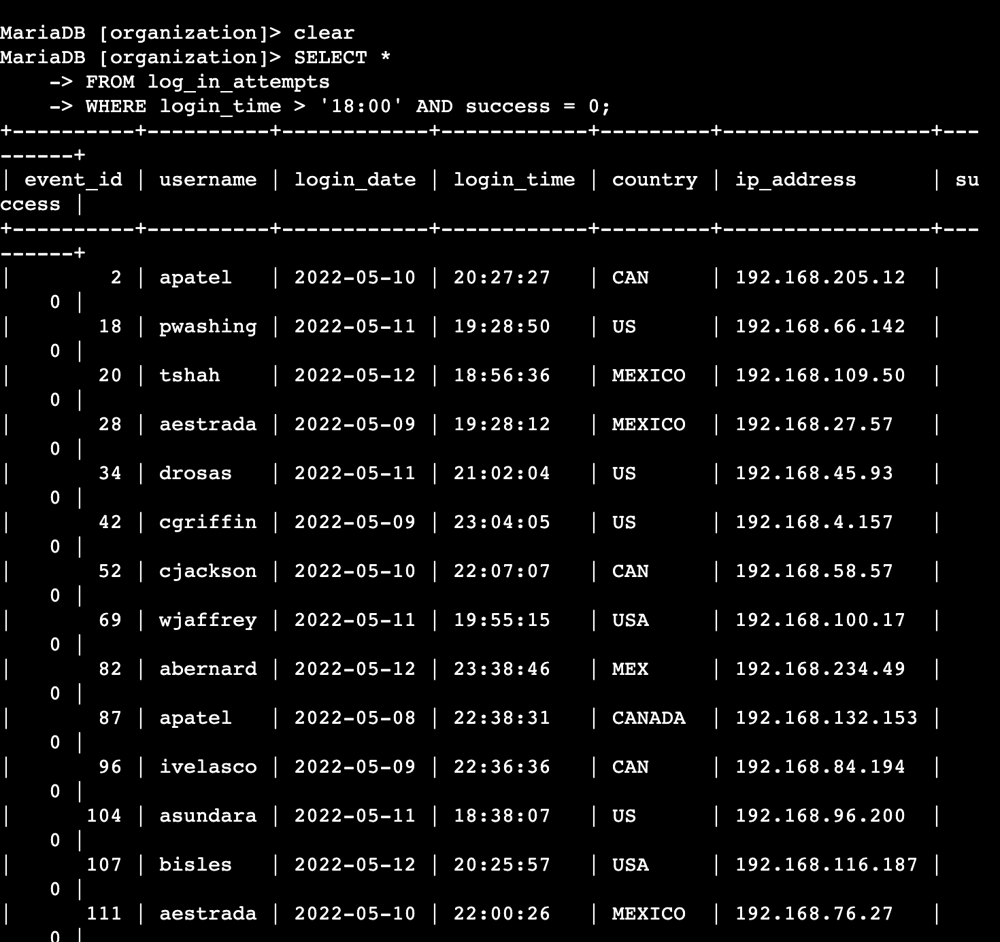 MariaDB [organization]> clear
MariaDB [organization]> SELECT *
    -> FROM log_in_attempts
    -> WHERE login_time > '18:00' AND success = 0;
+----------+----------+------------+------------+---------+-----------------+---
------+
| event_id | username | login_date | login_time | country | ip_address      | su
ccess |
+----------+----------+------------+------------+---------+-----------------+---
------+
|        2 | apatel   | 2022-05-10 | 20:27:27   | CAN     | 192.168.205.12  |
    0 |
|       18 | pwashing | 2022-05-11 | 19:28:50   | US      | 192.168.66.142  |
    0 |
|       20 | tshah    | 2022-05-12 | 18:56:36   | MEXICO  | 192.168.109.50  |
    0 |
|       28 | aestrada | 2022-05-09 | 19:28:12   | MEXICO  | 192.168.27.57   |
    0 |
|       34 | drosas   | 2022-05-11 | 21:02:04   | US      | 192.168.45.93   |
    0 |
|       42 | cgriffin | 2022-05-09 | 23:04:05   | US      | 192.168.4.157   |
    0 |
|       52 | cjackson | 2022-05-10 | 22:07:07   | CAN     | 192.168.58.57   |
    0 |
|       69 | wjaffrey | 2022-05-11 | 19:55:15   | USA     | 192.168.100.17  |
    0 |
|       82 | abernard | 2022-05-12 | 23:38:46   | MEX     | 192.168.234.49  |
    0 |
|       87 | apatel   | 2022-05-08 | 22:38:31   | CANADA  | 192.168.132.153 |
    0 |
|       96 | ivelasco | 2022-05-09 | 22:36:36   | CAN     | 192.168.84.194  |
    0 |
|      104 | asundara | 2022-05-11 | 18:38:07   | US      | 192.168.96.200  |
    0 |
|      107 | bisles   | 2022-05-12 | 20:25:57   | USA     | 192.168.116.187 |
    0 |
|      111 | aestrada | 2022-05-10 | 22:00:26   | MEXICO  | 192.168.76.27   |
    0 |